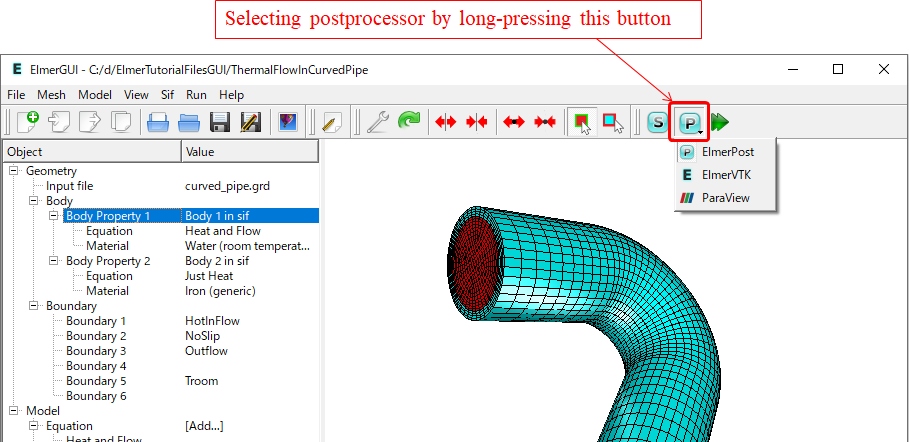 Selecting postprocessor by long-pressing this button
ElmerGUI - C:/d/ElmerTutorialFilesGUI/ThermalFlowInCurvedPipe
File Mesh Model View Sif Run Help
S P
Object Value
ElmerPost
ElmerVTK
ParaView
Geometry
Input file curved_pipe.grd
Body
Body Property 1 Body 1 in sif
Equation Heat and Flow
Material Water (room temperat...
Body Property 2 Body 2 in sif
Equation Just Heat
Material Iron (generic)
Boundary
Boundary 1 HotInFlow
Boundary 2 NoSlip
Boundary 3 Outflow
Boundary 4
Boundary 5 Troom
Boundary 6
Model
Equation [Add...]
Heat and Flow